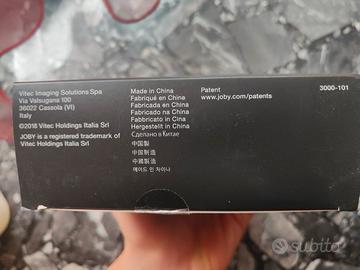 Vitec Imaging Solutions Spa
Via Valsugana 100
36022 Cassola (VI)
Italy
©2018 Vitec Holdings Italia Srl
JOBY is a registered trademark of
Vitec Holdings Italia Srl
Made in China
Fabriqué en Chine
Fabricada en China
Fabricado na China
Fabbricato in Cina
Hergestellt in China
Сделано в Китае
中国製
中国制造
中國製造
메이드 인 차이나
Patent
www.joby.com/patents
3000-101
subito